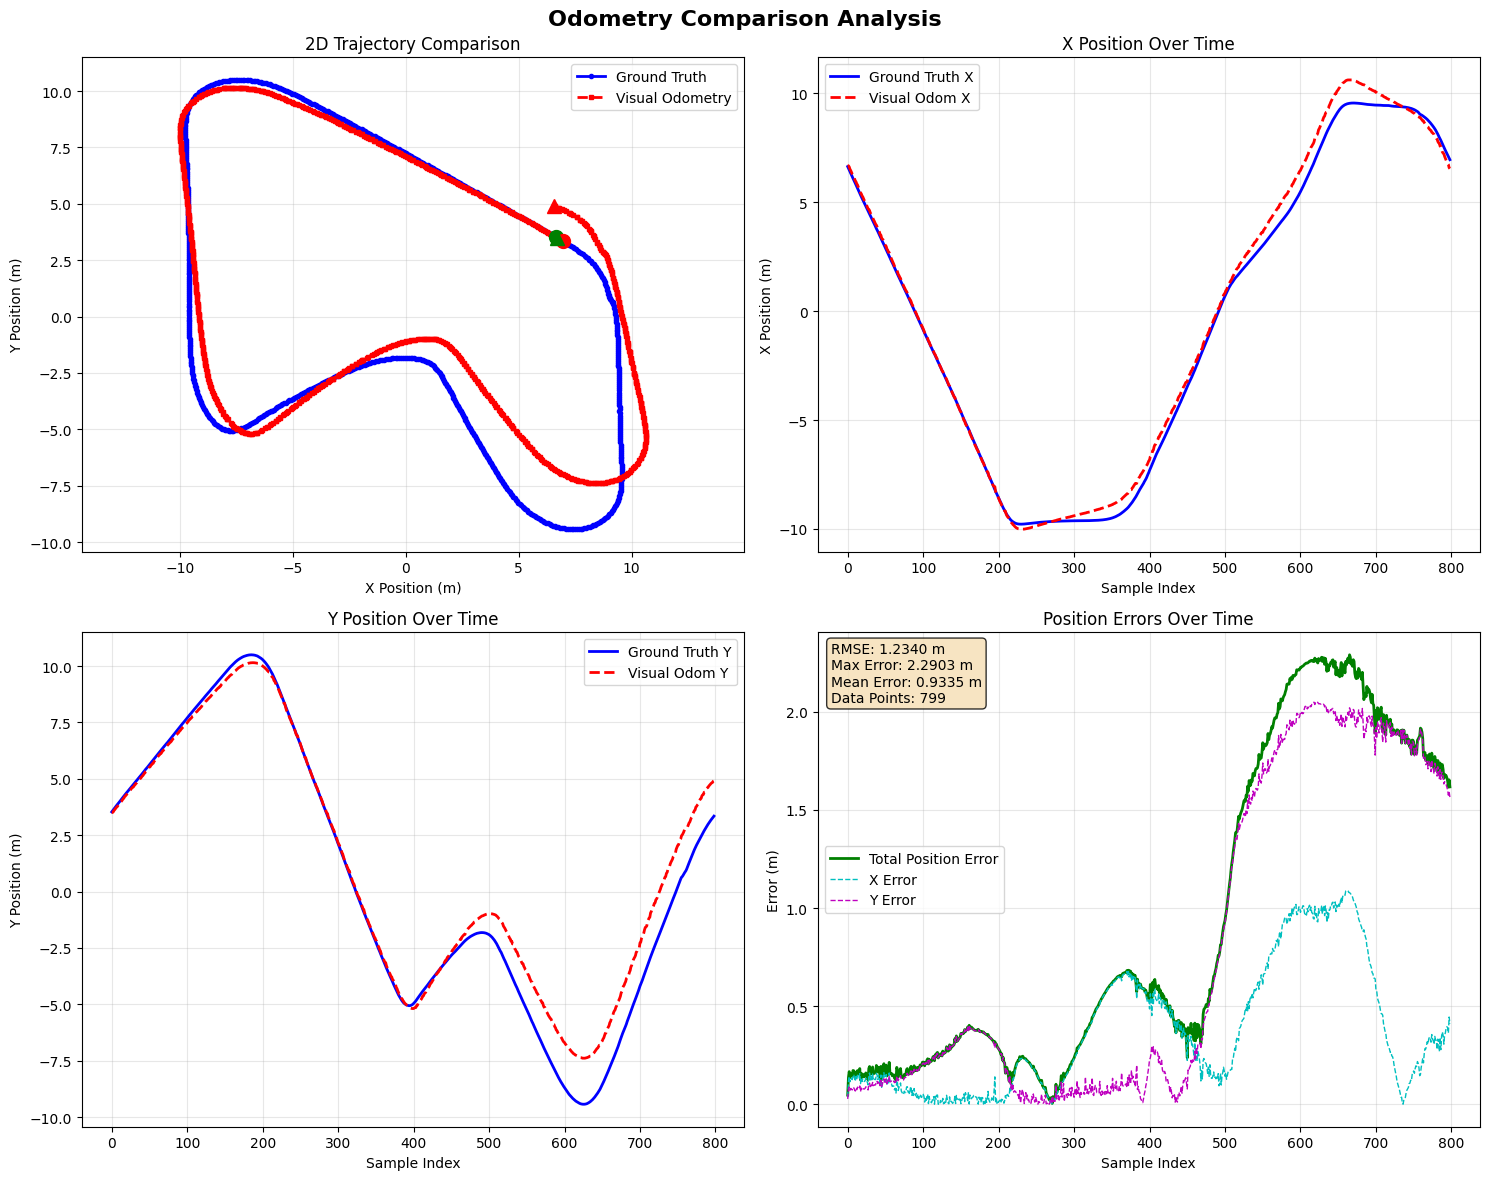 Odometry Comparison Analysis
2D Trajectory Comparison
Ground Truth
Visual Odometry
10.0
7.5
5.0
2.5
0.0
−2.5
−5.0
−7.5
−10.0
Y Position (m)
−10
−5
0
5
10
X Position (m)
X Position Over Time
Ground Truth X
Visual Odom X
10
5
0
−5
−10
X Position (m)
0
100
200
300
400
500
600
700
800
Sample Index
Y Position Over Time
Ground Truth Y
Visual Odom Y
10.0
7.5
5.0
2.5
0.0
−2.5
−5.0
−7.5
−10.0
Y Position (m)
0
100
200
300
400
500
600
700
800
Sample Index
Position Errors Over Time
RMSE: 1.2340 m
Max Error: 2.2903 m
Mean Error: 0.9335 m
Data Points: 799
Total Position Error
X Error
Y Error
2.0
1.5
1.0
0.5
0.0
Error (m)
0
100
200
300
400
500
600
700
800
Sample Index